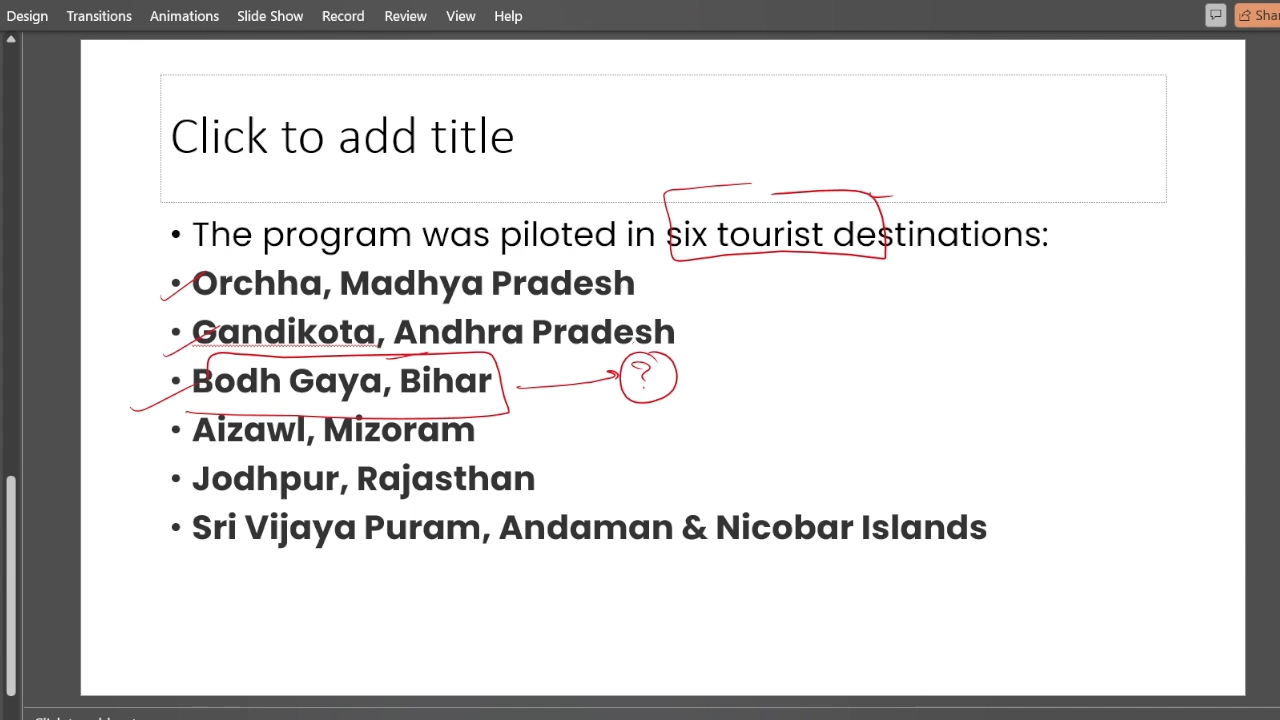 Design Transitions Animations Slide Show Record Review View Help
Click to add title
• The program was piloted in six tourist destinations:
• Orchha, Madhya Pradesh
• Gandikota, Andhra Pradesh
• Bodh Gaya, Bihar ?
• Aizawl, Mizoram
• Jodhpur, Rajasthan
• Sri Vijaya Puram, Andaman & Nicobar Islands